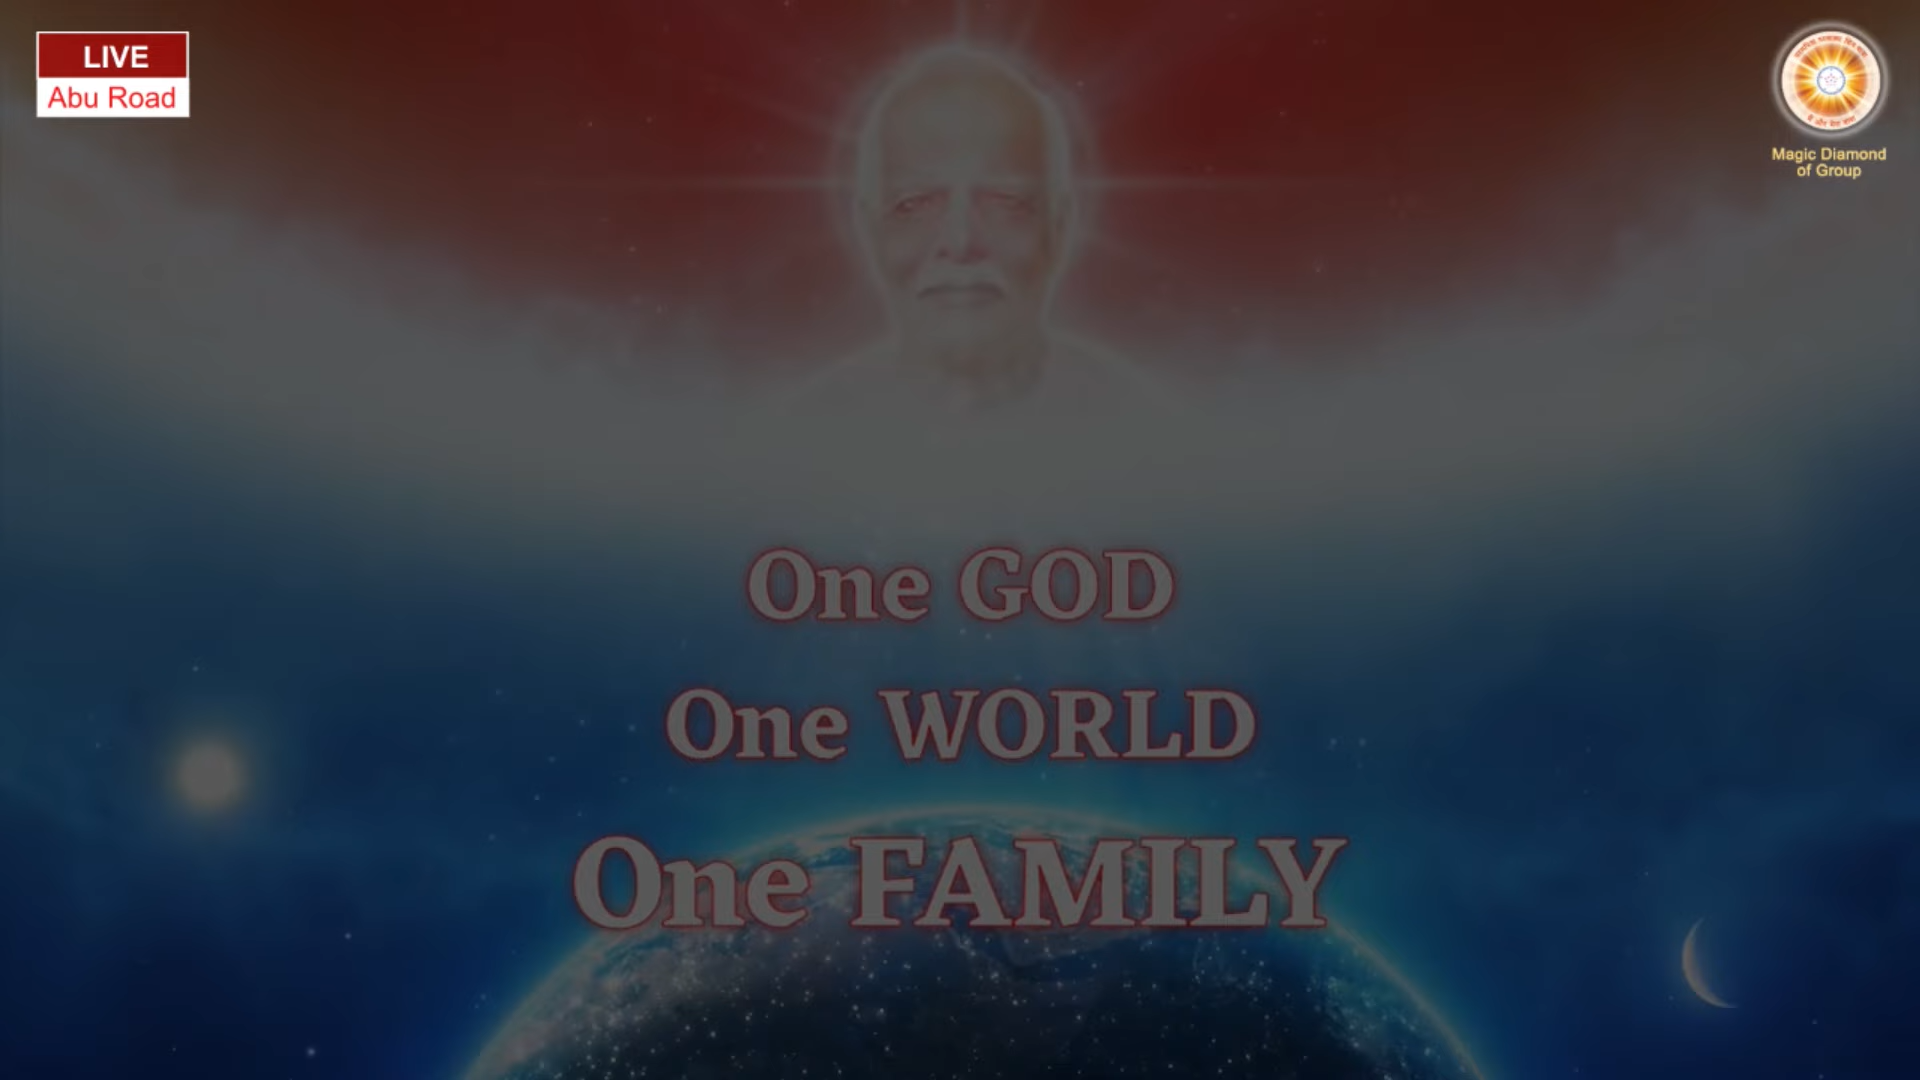 LIVE
Abu Road
Magic Diamond
of Group
One GOD
One WORLD
One FAMILY